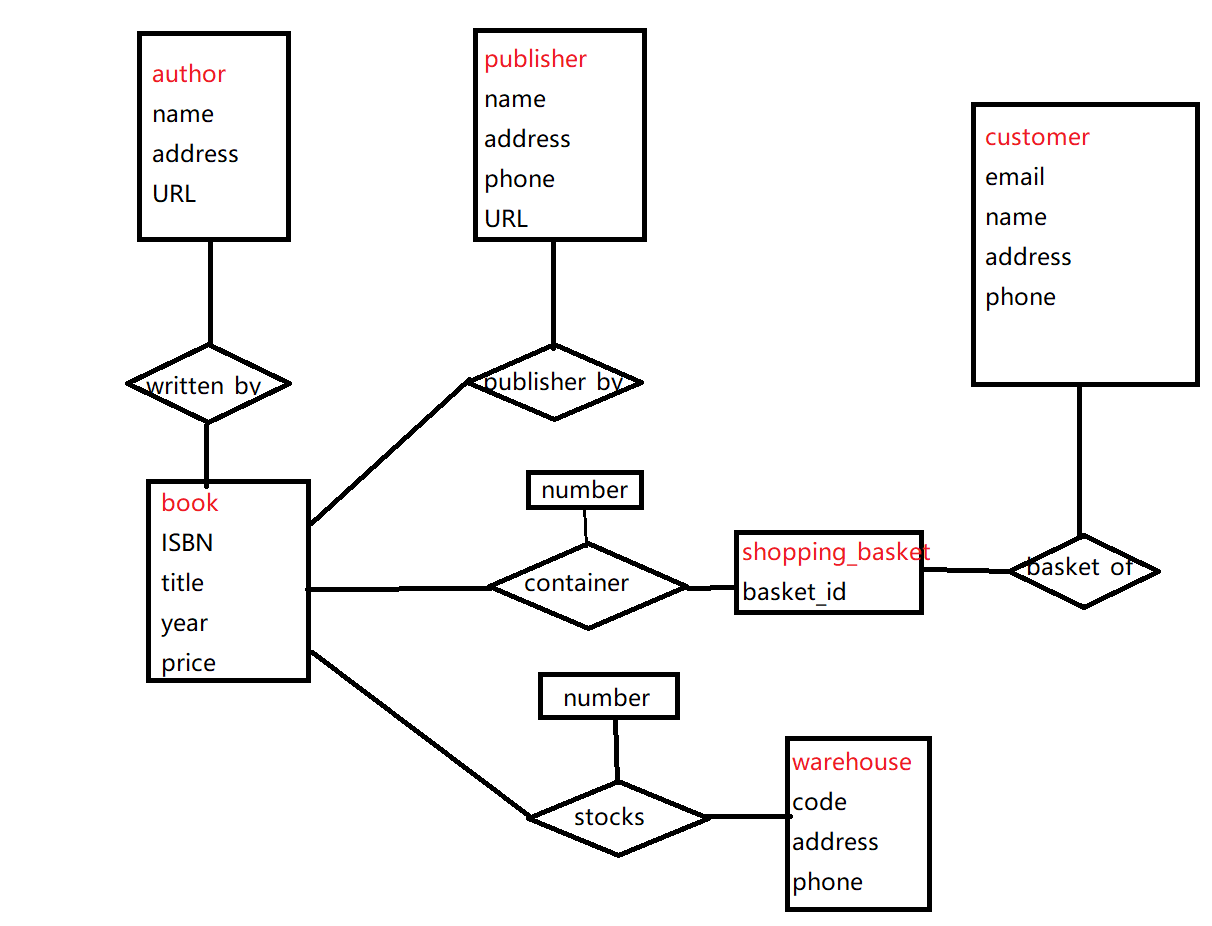 author
name
address
URL
publisher
name
address
phone
URL
customer
email
name
address
phone
written by
publisher by
book
ISBN
title
year
price
number
container
shopping_basket
basket_id
basket of
number
stocks
warehouse
code
address
phone